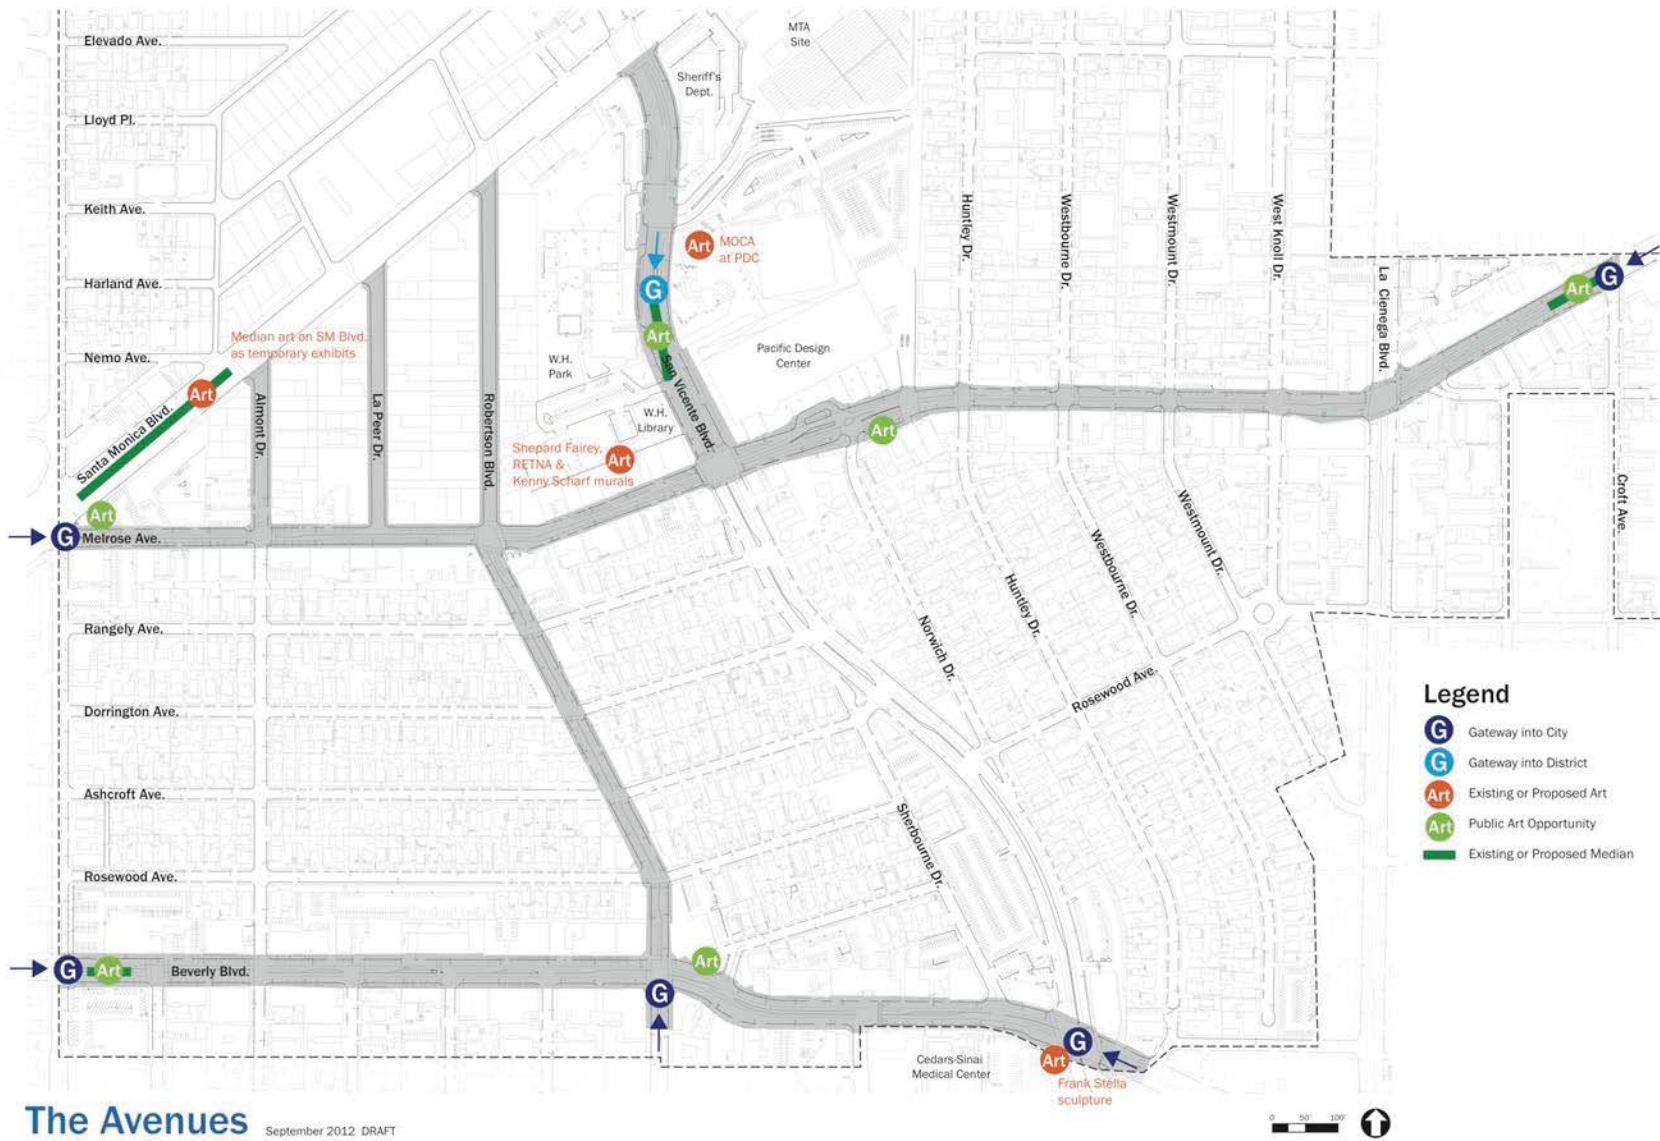 Elevado Ave.
MTA
Site
Sheriff's
Dept.
Lloyd Pl.
Keith Ave.
Huntley Dr.
Westbourne Dr.
Westmount Dr.
West Knoll Dr.
Art
MOCA
at PDC
Harland Ave.
G
La Cienega Blvd.
Art
G
Median art on SM Blvd.
as temporary exhibits
Art
Nemo Ave.
W.H.
Park
Pacific Design
Center
Art
Santa Monica Blvd.
Almont Dr.
La Peer Dr.
Robertson Blvd.
San Vicente Blvd.
W.H.
Library
Art
Shepard Fairey,
RETNA &
Kenny Scharf murals
Art
Croft Ave.
Art
G
Melrose Ave.
Westmount Dr.
Westbourne Dr.
Huntley Dr.
Norwich Dr.
Rangely Ave.
Rosewood Ave.
Dorrington Ave.
Legend
G Gateway into City
G Gateway into District
Art Existing or Proposed Art
Art Public Art Opportunity
Existing or Proposed Median
Ashcroft Ave.
Sherbourne Dr.
Rosewood Ave.
G
Art
Beverly Blvd.
Art
G
G
Art
Cedars-Sinai
Medical Center
Frank Stella
sculpture
The Avenues
September 2012 DRAFT
0' 50' 100'